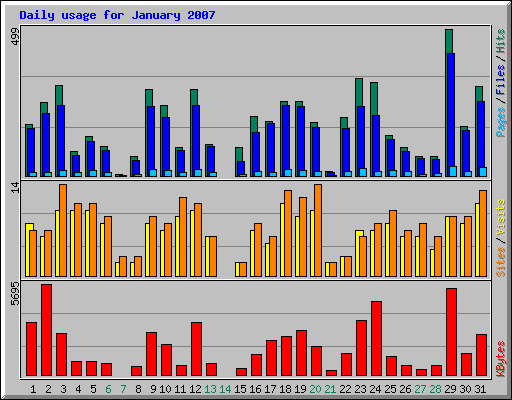 Daily usage for January 2007
499
Pages / Files / Hits
14
Sites / Visits
5695
KBytes
1 2 3 4 5 6 7 8 9 10 11 12 13 14 15 16 17 18 19 20 21 22 23 24 25 26 27 28 29 30 31